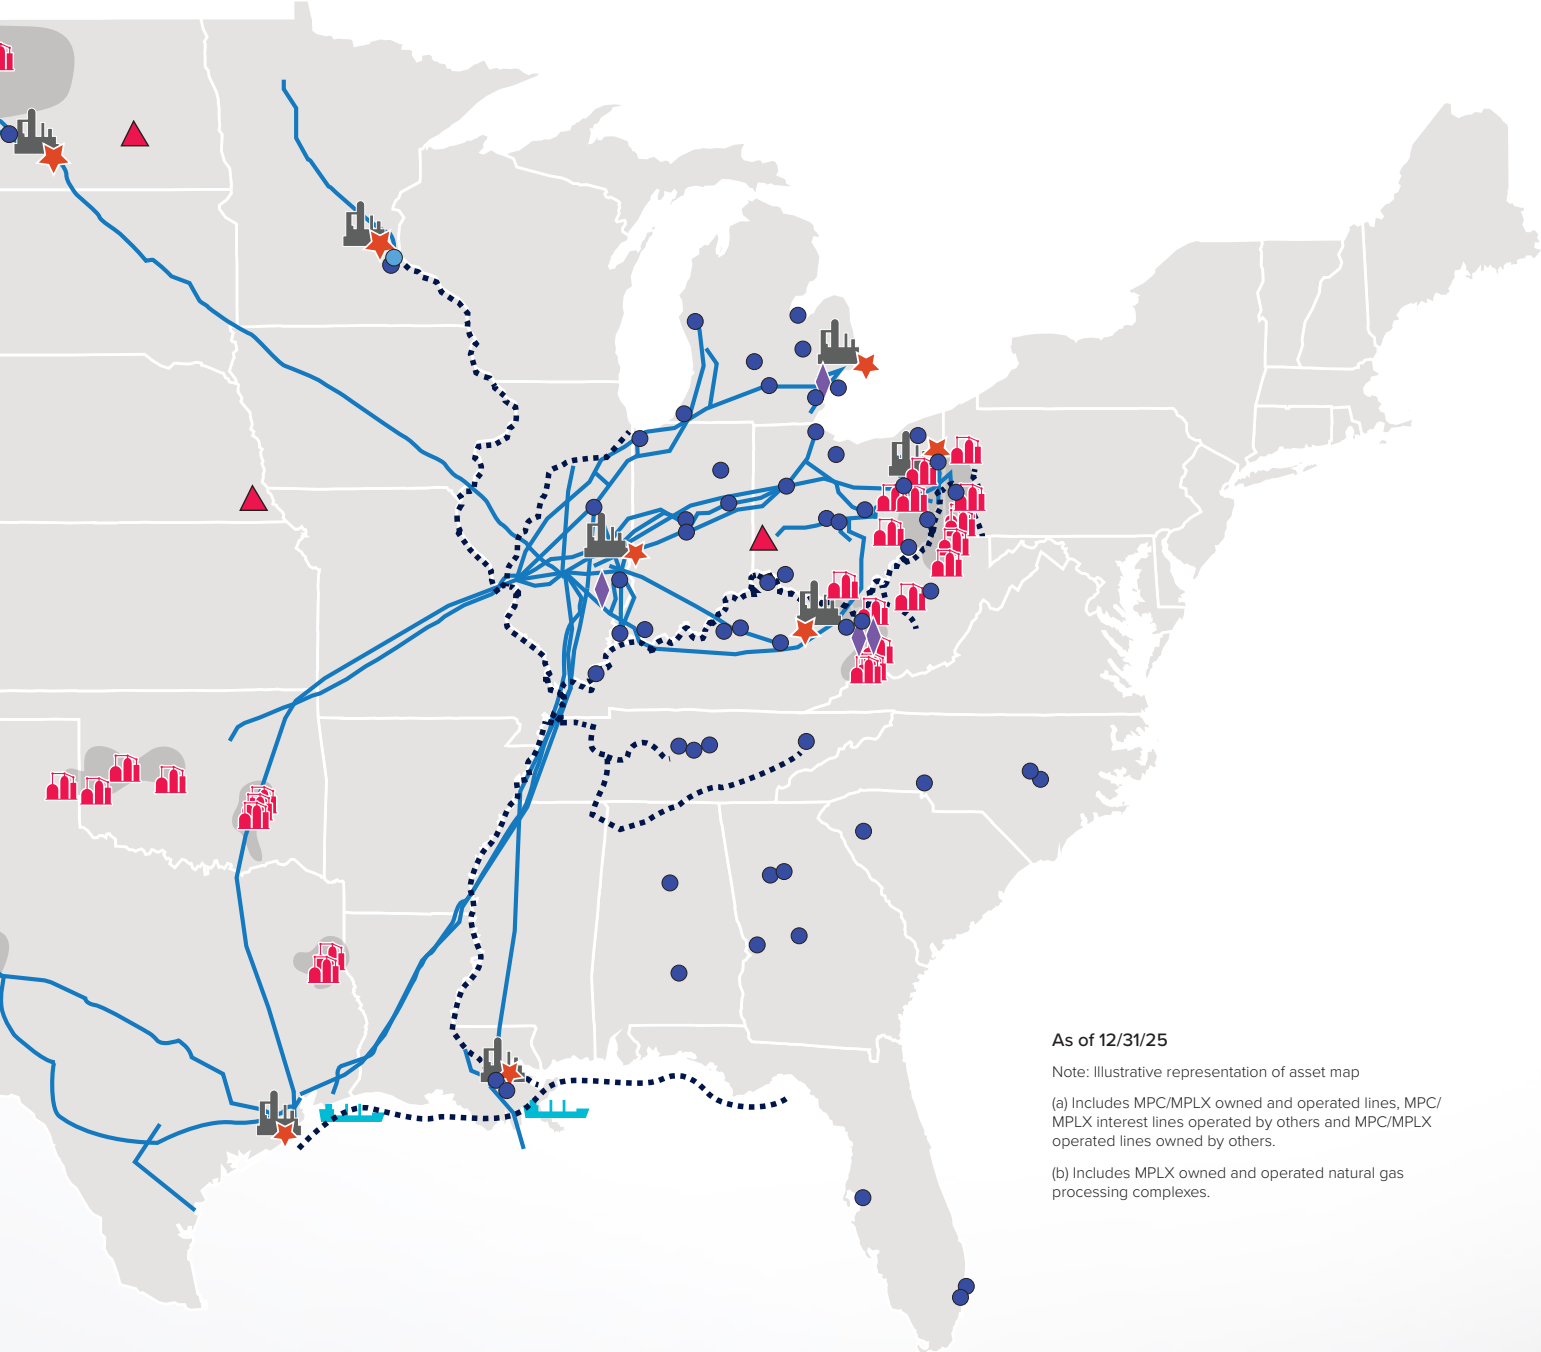 As of 12/31/25
Note: Illustrative representation of asset map
(a) Includes MPC/MPLX owned and operated lines, MPC/
MPLX interest lines operated by others and MPC/MPLX
operated lines owned by others.
(b) Includes MPLX owned and operated natural gas
processing complexes.